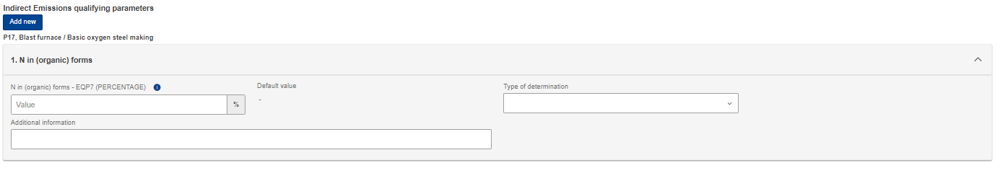 Indirect Emissions qualifying parameters
Add new
P17, Blast furnace / Basic oxygen steel making
1. N in (organic) forms
N in (organic) forms - EQP7 (PERCENTAGE) i
Default value
Type of determination
Value
%
-
Additional information